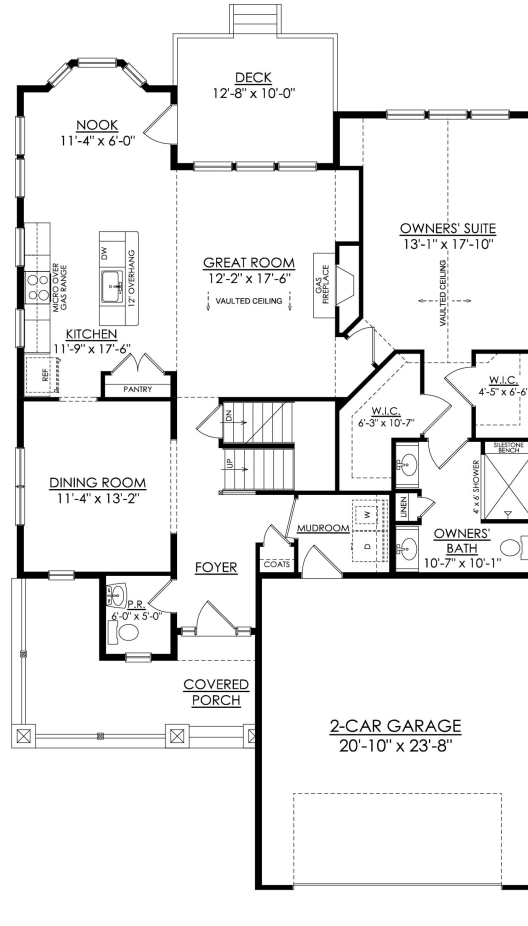 DECK
12'-8" x 10'-0"
NOOK
11'-4" x 6'-0"
OWNERS' SUITE
13'-1" x 17'-10"
VAULTED CEILING
GREAT ROOM
12'-2" x 17'-6"
VAULTED CEILING
GAS
FIREPLACE
DW
12" OVERHANG
MICRO OVER
GAS RANGE
KITCHEN
11'-9" x 17'-6"
REF
PANTRY
W.I.C.
4'-5" x 6'-6"
W.I.C.
6'-3" x 10'-7"
DN
UP
SILESTONE
BENCH
4' x 6' SHOWER
LINEN
OWNERS'
BATH
10'-7" x 10'-1"
DINING ROOM
11'-4" x 13'-2"
MUDROOM
W
D
COATS
FOYER
P.R.
6'-0" x 5'-0"
COVERED
PORCH
2-CAR GARAGE
20'-10" x 23'-8"